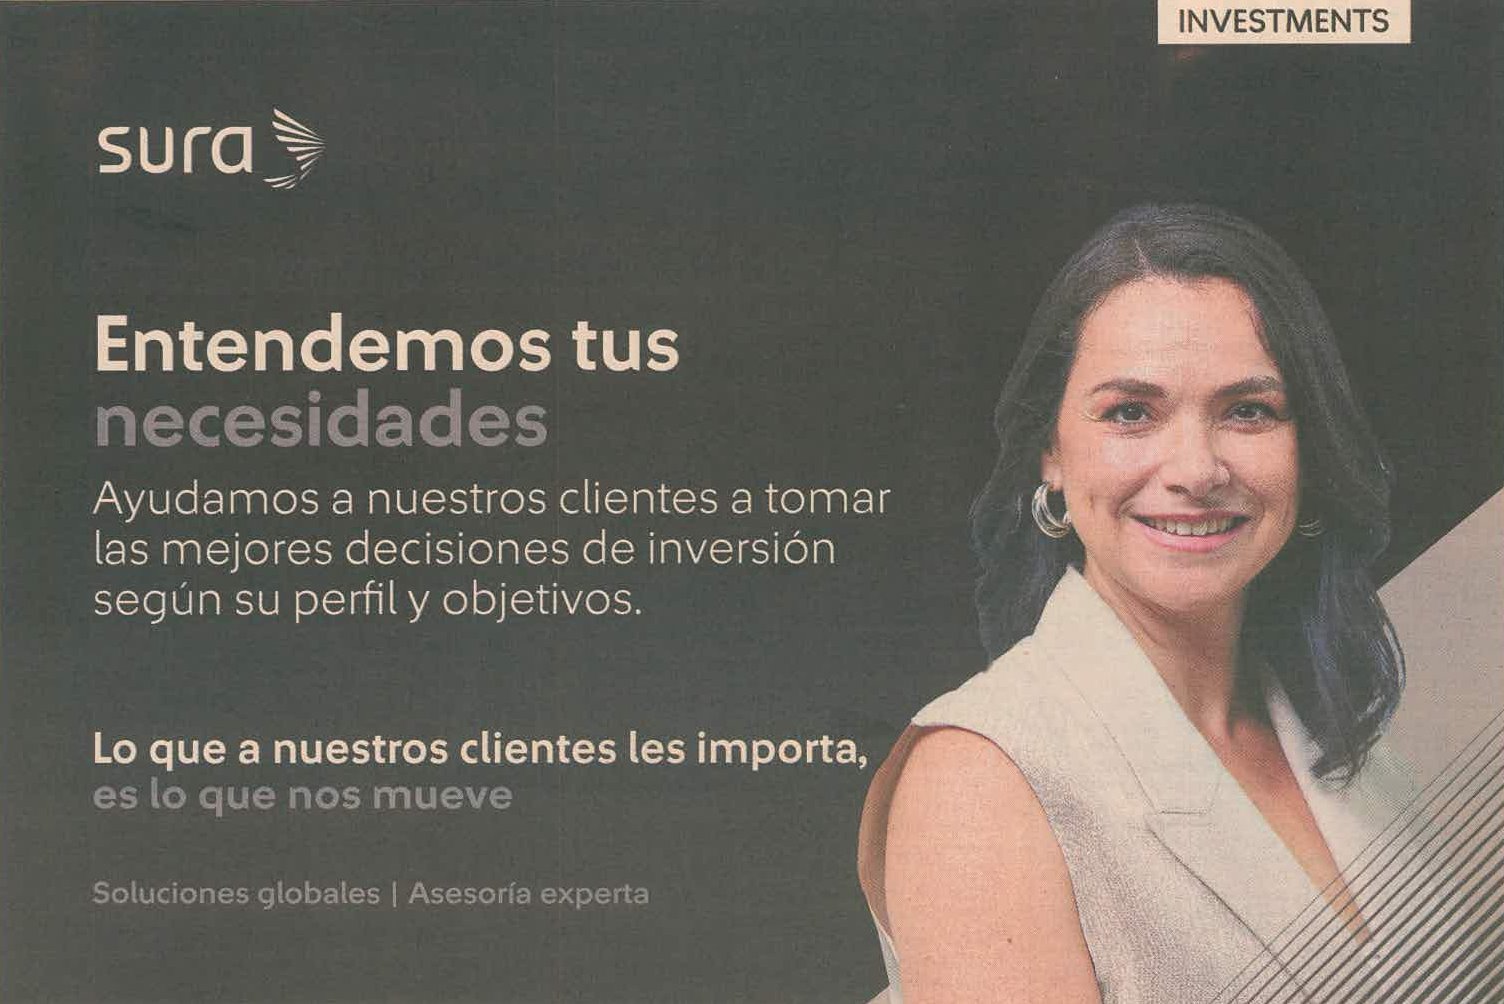 INVESTMENTS
sura
Entendemos tus
necesidades
Ayudamos a nuestros clientes a tomar
las mejores decisiones de inversión
según su perfil y objetivos.
Lo que a nuestros clientes les importa,
es lo que nos mueve
Soluciones globales | Asesoría experta